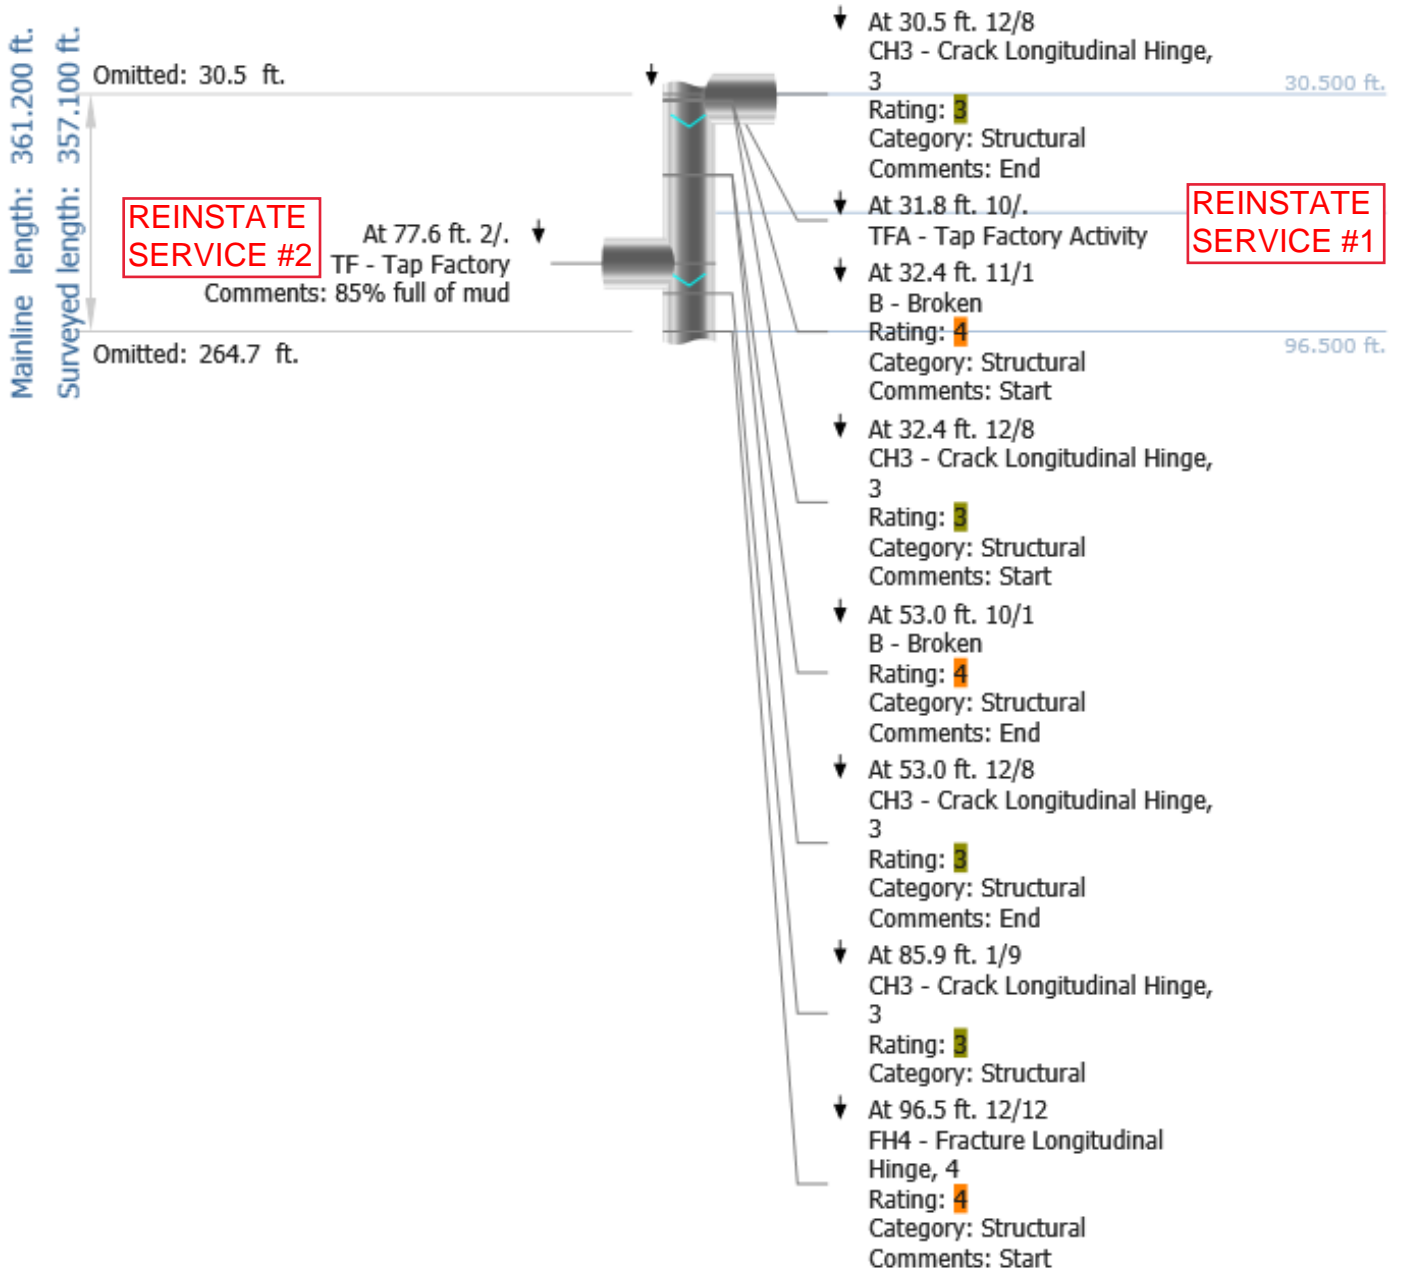 Mainline length: 361.200 ft.
Surveyed length: 357.100 ft.
Omitted: 30.5 ft.
30.500 ft.
REINSTATE
SERVICE #2
At 77.6 ft. 2/.
TF - Tap Factory
Comments: 85% full of mud
Omitted: 264.7 ft.
At 30.5 ft. 12/8
CH3 - Crack Longitudinal Hinge,
3
Rating: 3
Category: Structural
Comments: End
At 31.8 ft. 10/.
TFA - Tap Factory Activity
REINSTATE
SERVICE #1
At 32.4 ft. 11/1
B - Broken
Rating: 4
Category: Structural
Comments: Start
96.500 ft.
At 32.4 ft. 12/8
CH3 - Crack Longitudinal Hinge,
3
Rating: 3
Category: Structural
Comments: Start
At 53.0 ft. 10/1
B - Broken
Rating: 4
Category: Structural
Comments: End
At 53.0 ft. 12/8
CH3 - Crack Longitudinal Hinge,
3
Rating: 3
Category: Structural
Comments: End
At 85.9 ft. 1/9
CH3 - Crack Longitudinal Hinge,
3
Rating: 3
Category: Structural
At 96.5 ft. 12/12
FH4 - Fracture Longitudinal
Hinge, 4
Rating: 4
Category: Structural
Comments: Start